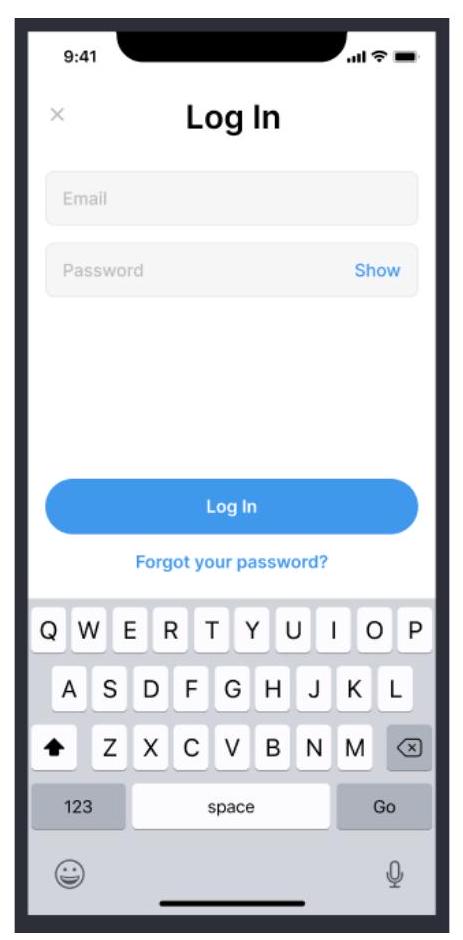 9:41
Log In
Email
Password Show
Log In
Forgot your password?
Q W E R T Y U I O P
A S D F G H J K L
Z X C V B N M
123 space Go